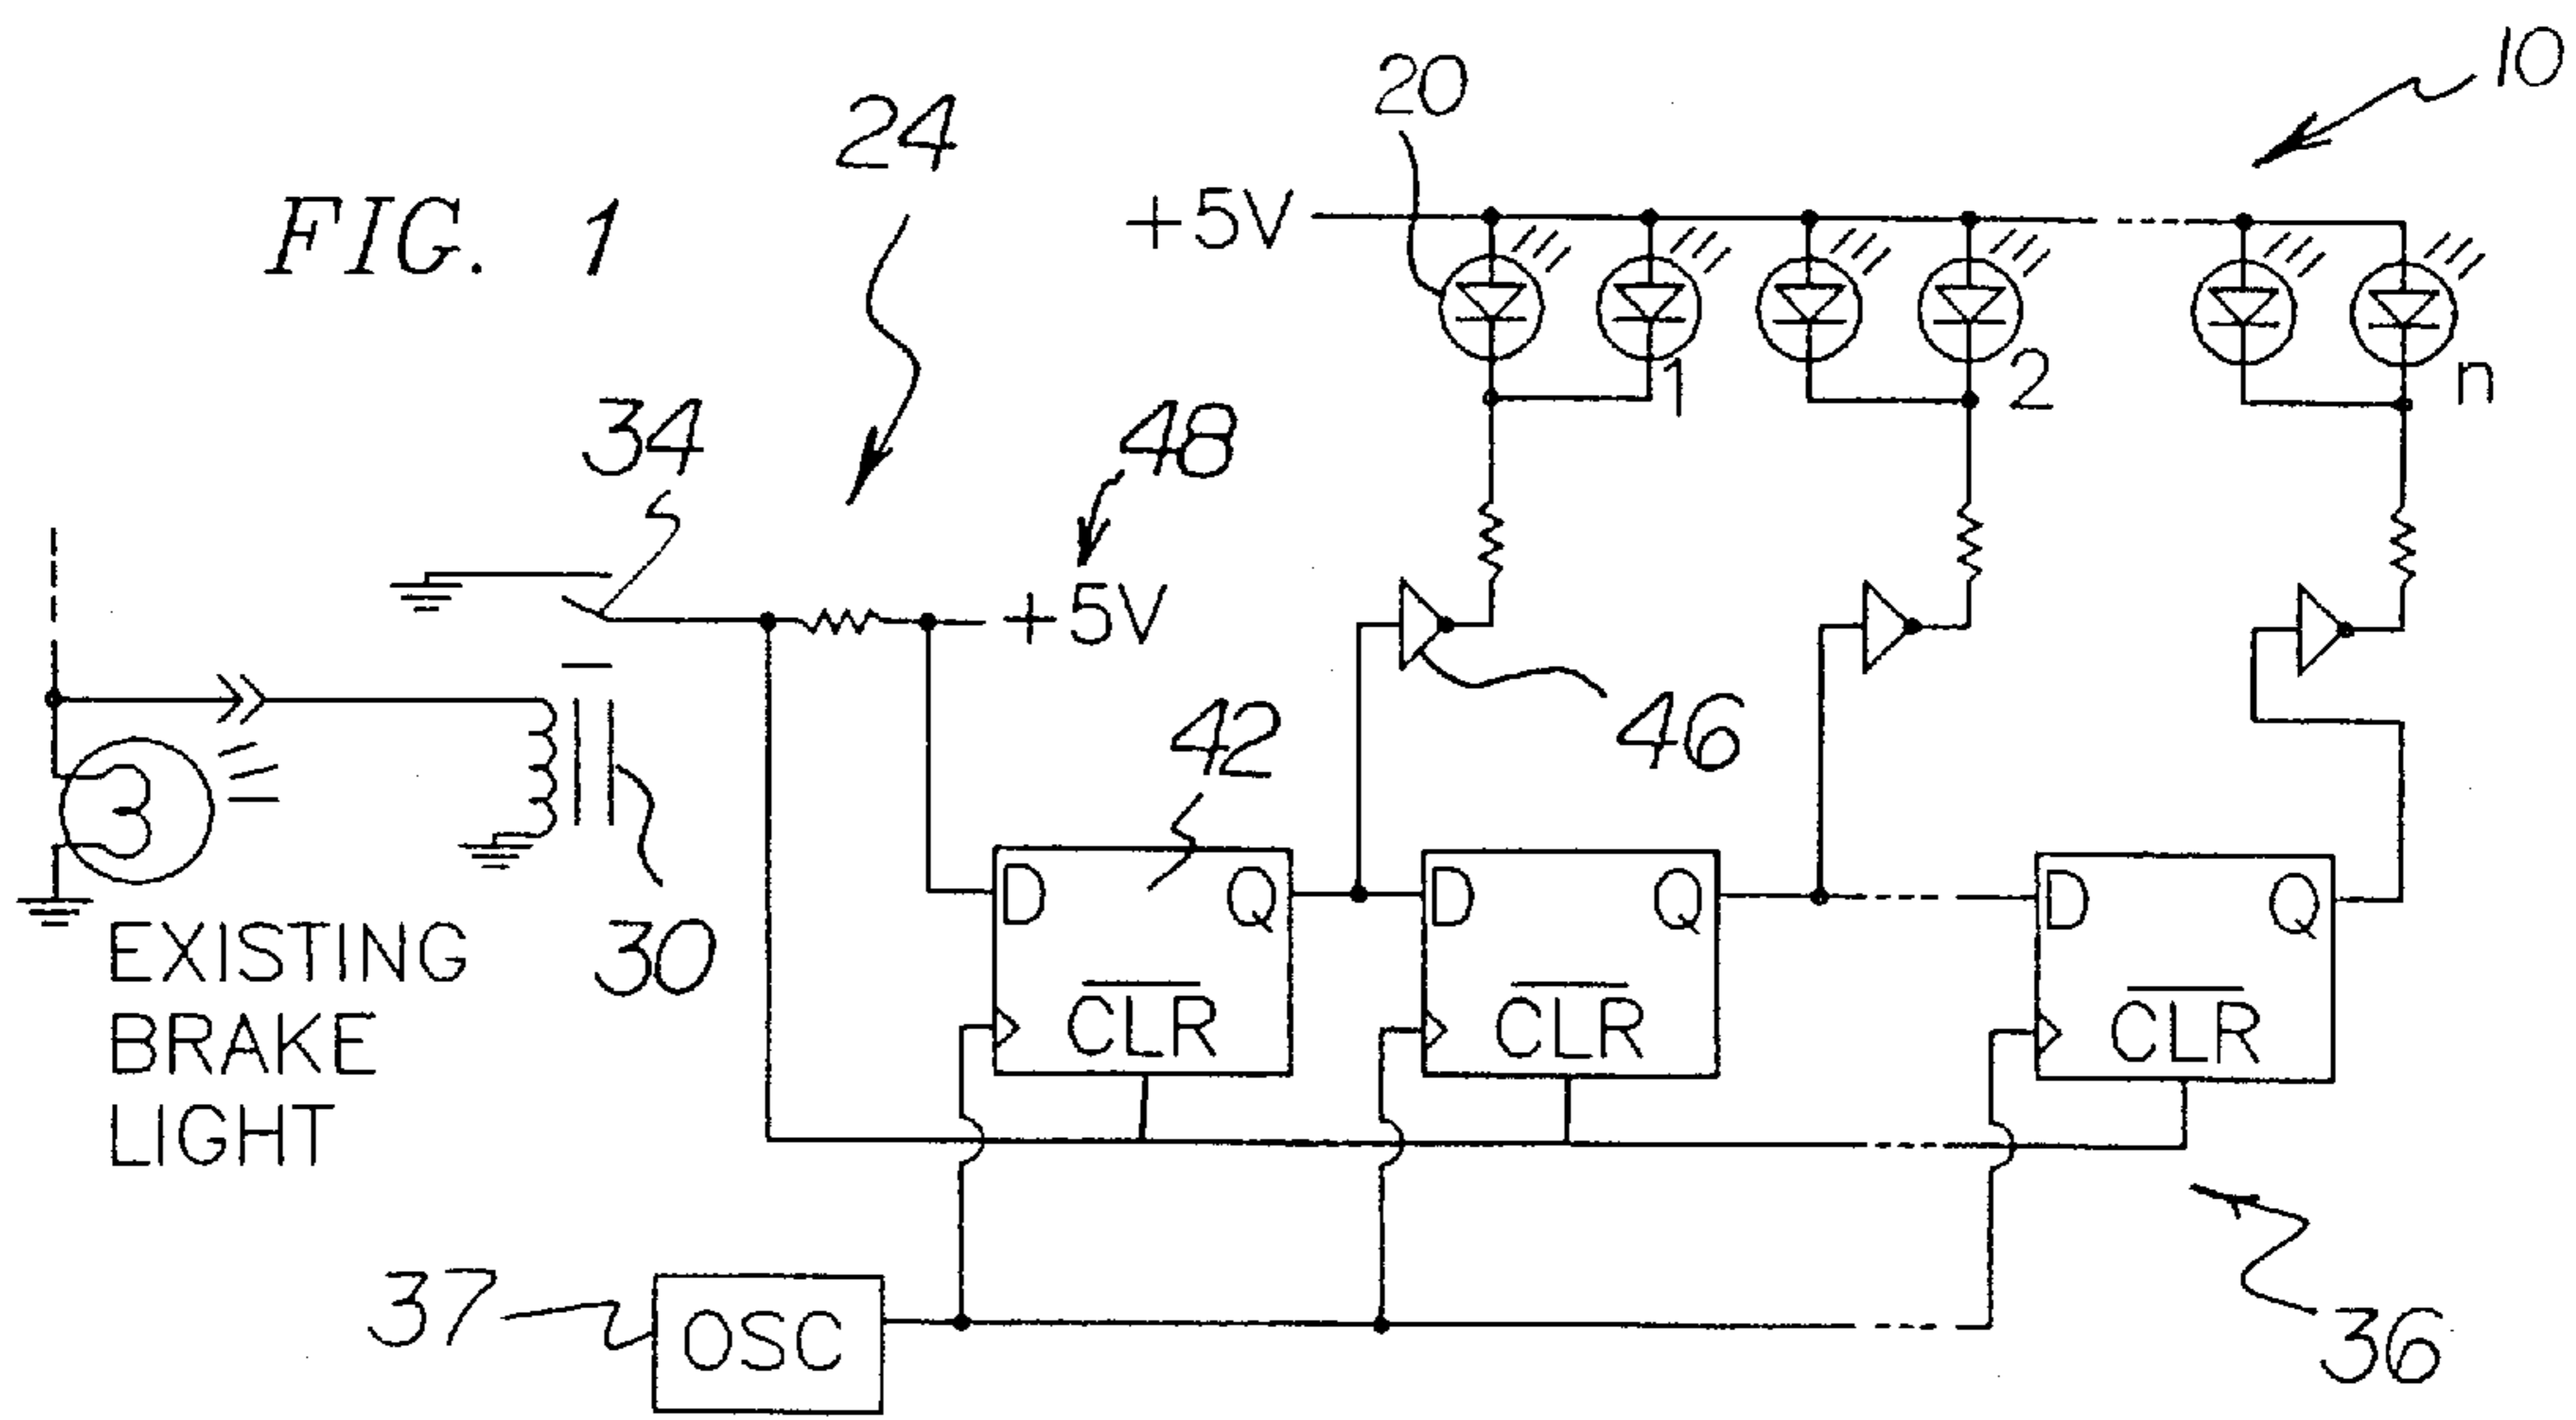 10
20
24
FIG. 1
+5V
1
2
n
34
48
+5V
46
42
30
D Q
CLR
D Q
CLR
D Q
CLR
EXISTING
BRAKE
LIGHT
37
OSC
36